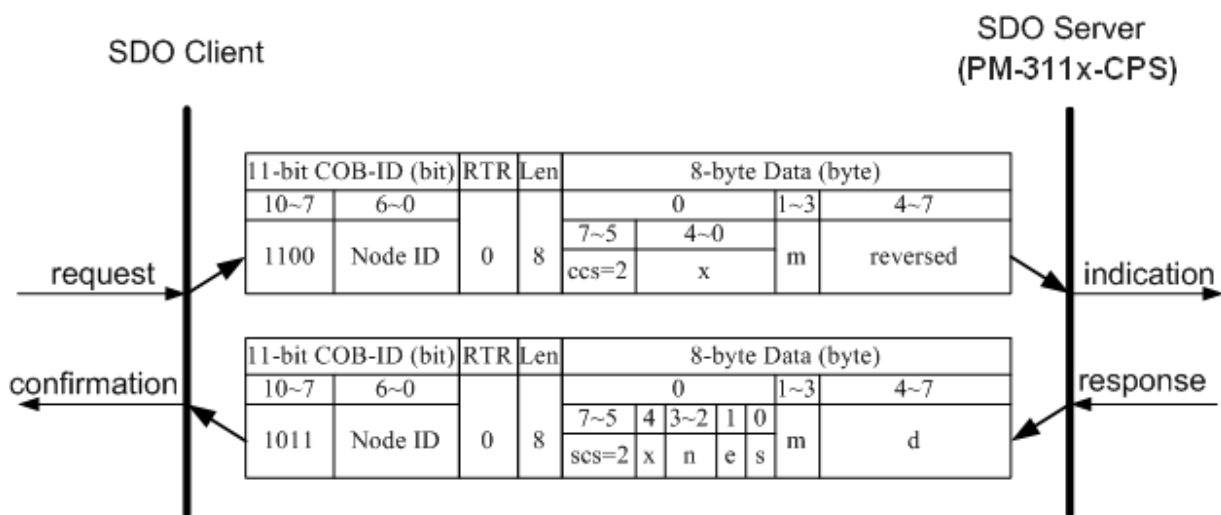 SDO Client
SDO Server
(PM-311x-CPS)
11-bit COB-ID (bit) RTR Len 8-byte Data (byte)
10~7 6~0 0 1~3 4~7
7~5 4~0
1100 Node ID 0 8 m reversed
ccs=2 x
request
indication
11-bit COB-ID (bit) RTR Len 8-byte Data (byte)
10~7 6~0 0 1~3 4~7
confirmation
response
7~5 4 3~2 1 0
1011 Node ID 0 8 m d
scs=2 x n e s